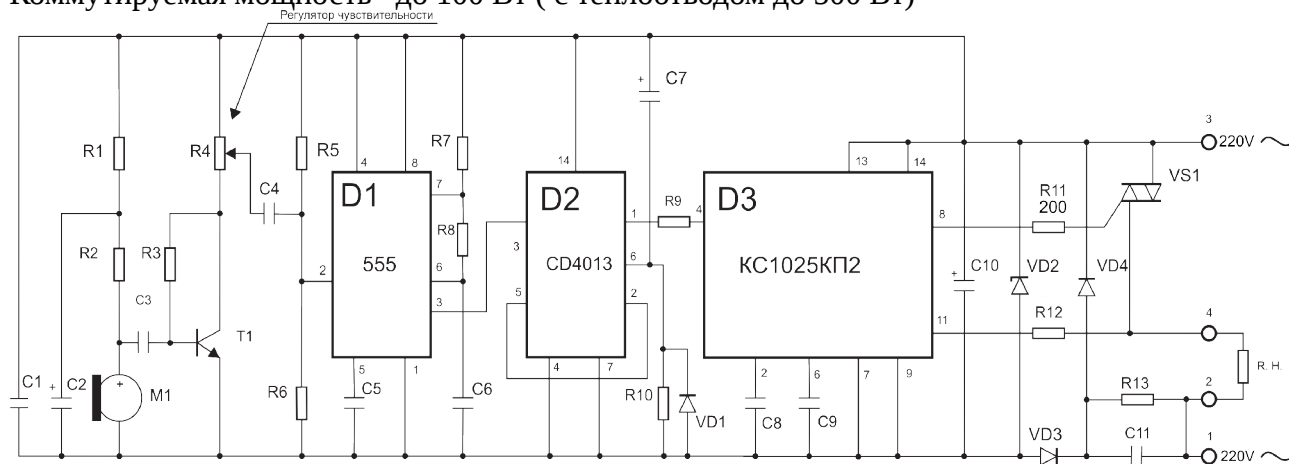 Коммутируемая мощность - до 100 Вт ( с теплоотводом до 500 Вт)
Регулятор чувствительности
C7
+
3
220V
R1
R4
R5
R7
4
8
14
13
14
VS1
C4
7
D1
D2
R9
4
D3
R11
200
8
R2
R3
R8
1
3
2
555
6
CD4013
6
КС1025КП2
+
C10
VD2
VD4
C3
3
5
2
T1
11
R12
4
C1
+
C2
+
M1
R6
5
C5
1
C6
4
7
R10
VD1
2
C8
6
C9
7
9
R13
2
R. H.
VD3
C11
1
220V